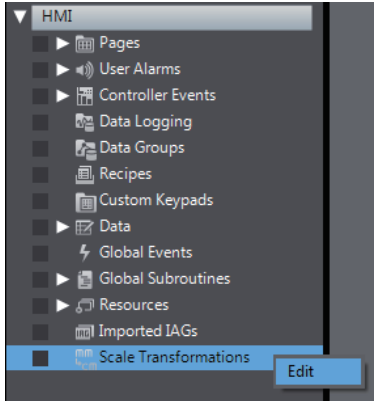 HMI
Pages
User Alarms
Controller Events
Data Logging
Data Groups
Recipes
Custom Keypads
Data
Global Events
Global Subroutines
Resources
Imported IAGs
Scale Transformations
Edit